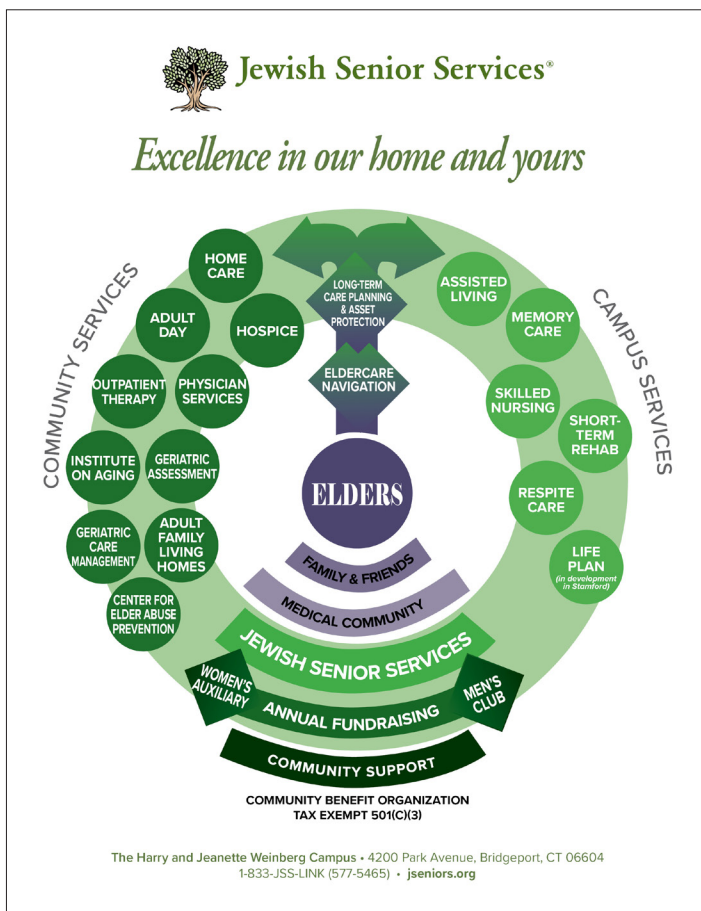 Jewish Senior Services®
Excellence in our home and yours
COMMUNITY SERVICES
HOME
CARE
ADULT
DAY
HOSPICE
OUTPATIENT
THERAPY
PHYSICIAN
SERVICES
INSTITUTE
ON AGING
GERIATRIC
ASSESSMENT
GERIATRIC
CARE
MANAGEMENT
ADULT
FAMILY
LIVING
HOMES
CENTER FOR
ELDER ABUSE
PREVENTION
LONG-TERM
CARE PLANNING
& ASSET
PROTECTION
ELDERCARE
NAVIGATION
ELDERS
CAMPUS SERVICES
ASSISTED
LIVING
MEMORY
CARE
SKILLED
NURSING
SHORT-
TERM
REHAB
RESPITE
CARE
LIFE
PLAN
(in development
in Stamford)
FAMILY & FRIENDS
MEDICAL COMMUNITY
JEWISH SENIOR SERVICES
WOMEN'S
AUXILIARY
ANNUAL FUNDRAISING
MEN'S
CLUB
COMMUNITY SUPPORT
COMMUNITY BENEFIT ORGANIZATION
TAX EXEMPT 501(C)(3)
The Harry and Jeanette Weinberg Campus • 4200 Park Avenue, Bridgeport, CT 06604
1-833-JSS-LINK (577-5465) • jseniors.org